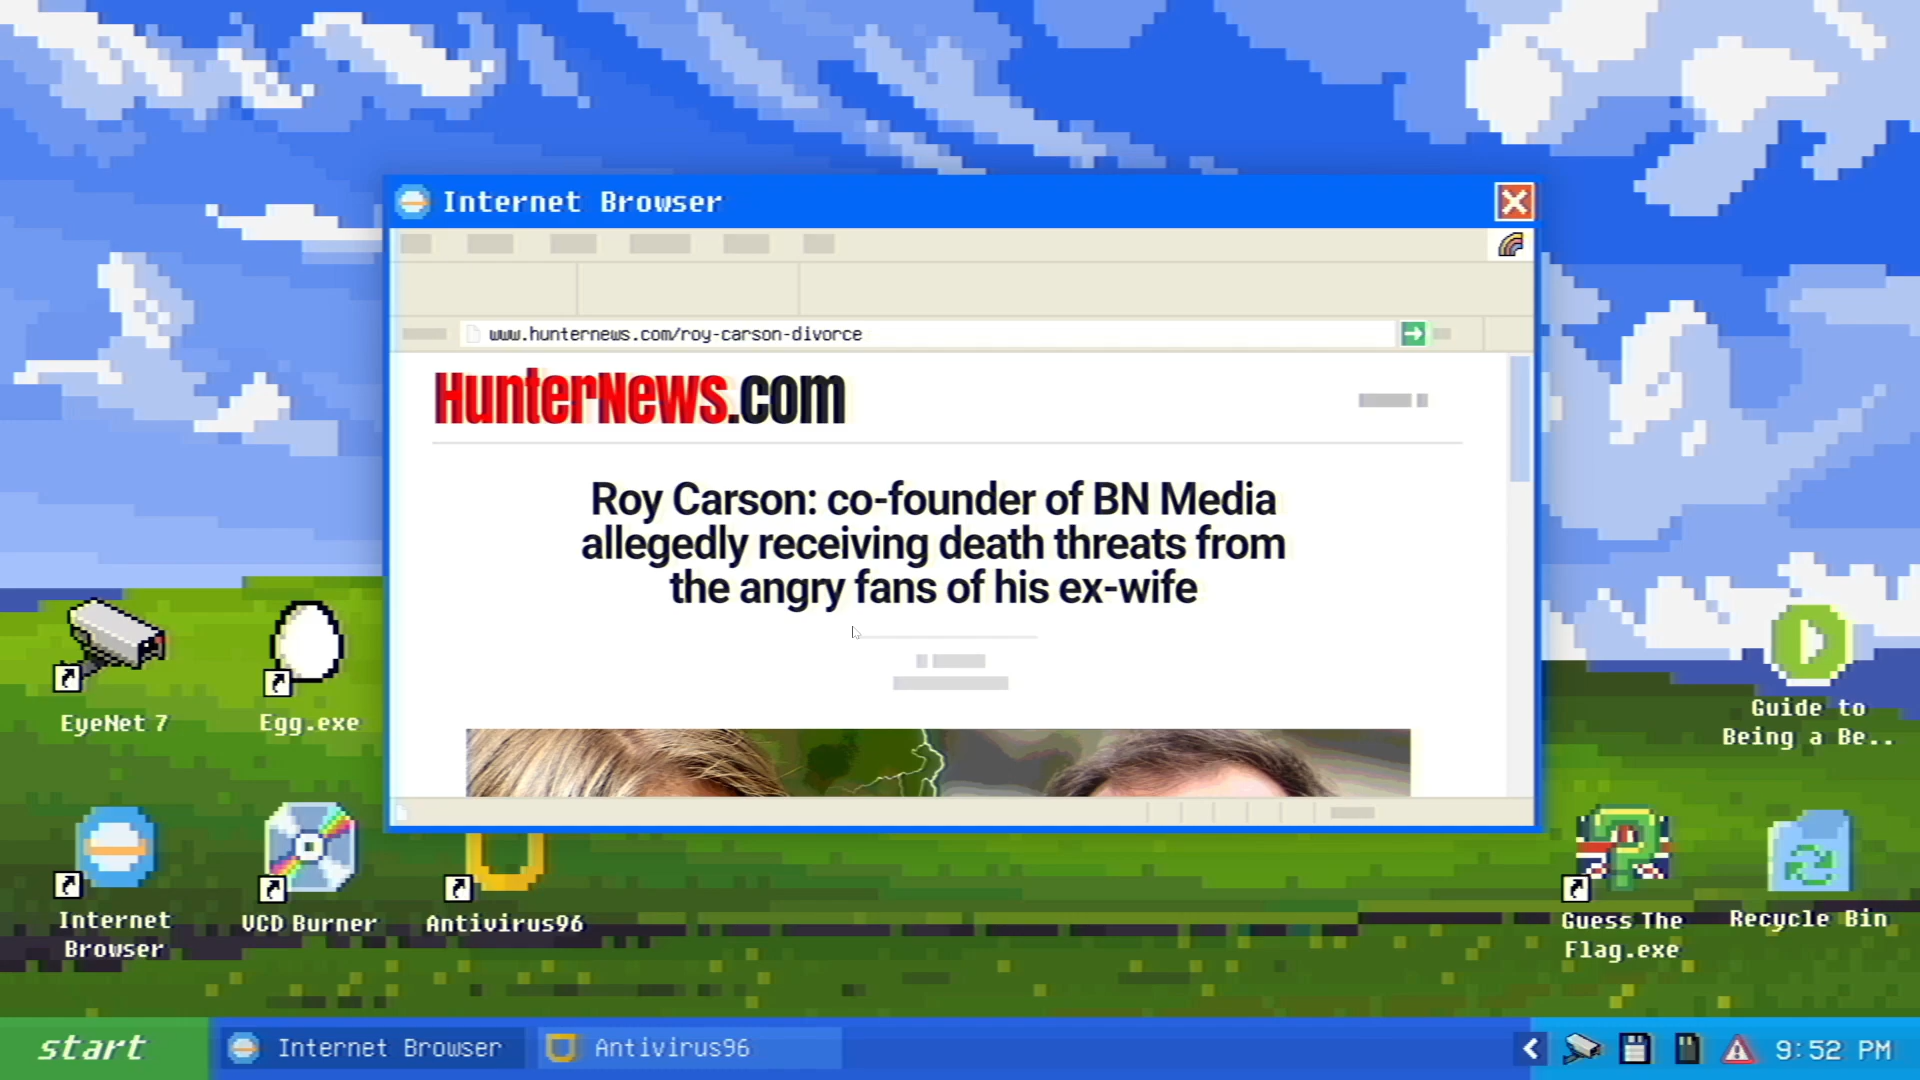 Internet Browser
www.hunternews.com/roy-carson-divorce
HunterNews.com
Roy Carson: co-founder of BN Media
allegedly receiving death threats from
the angry fans of his ex-wife
EyeNet 7
Egg.exe
Guide to
Being a Be..
Internet
Browser
VCD Burner
Antivirus96
Guess The
Flag.exe
Recycle Bin
start
Internet Browser
Antivirus96
9:52 PM